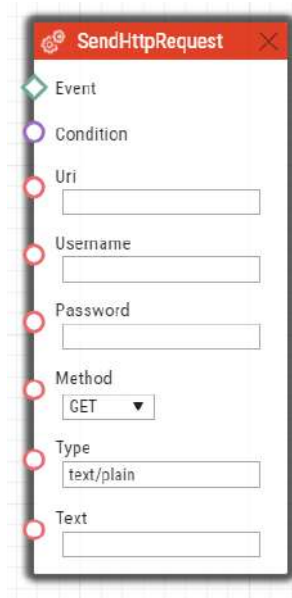 SendHttpRequest
Event
Condition
Uri
Username
Password
Method
GET
Type
text/plain
Text